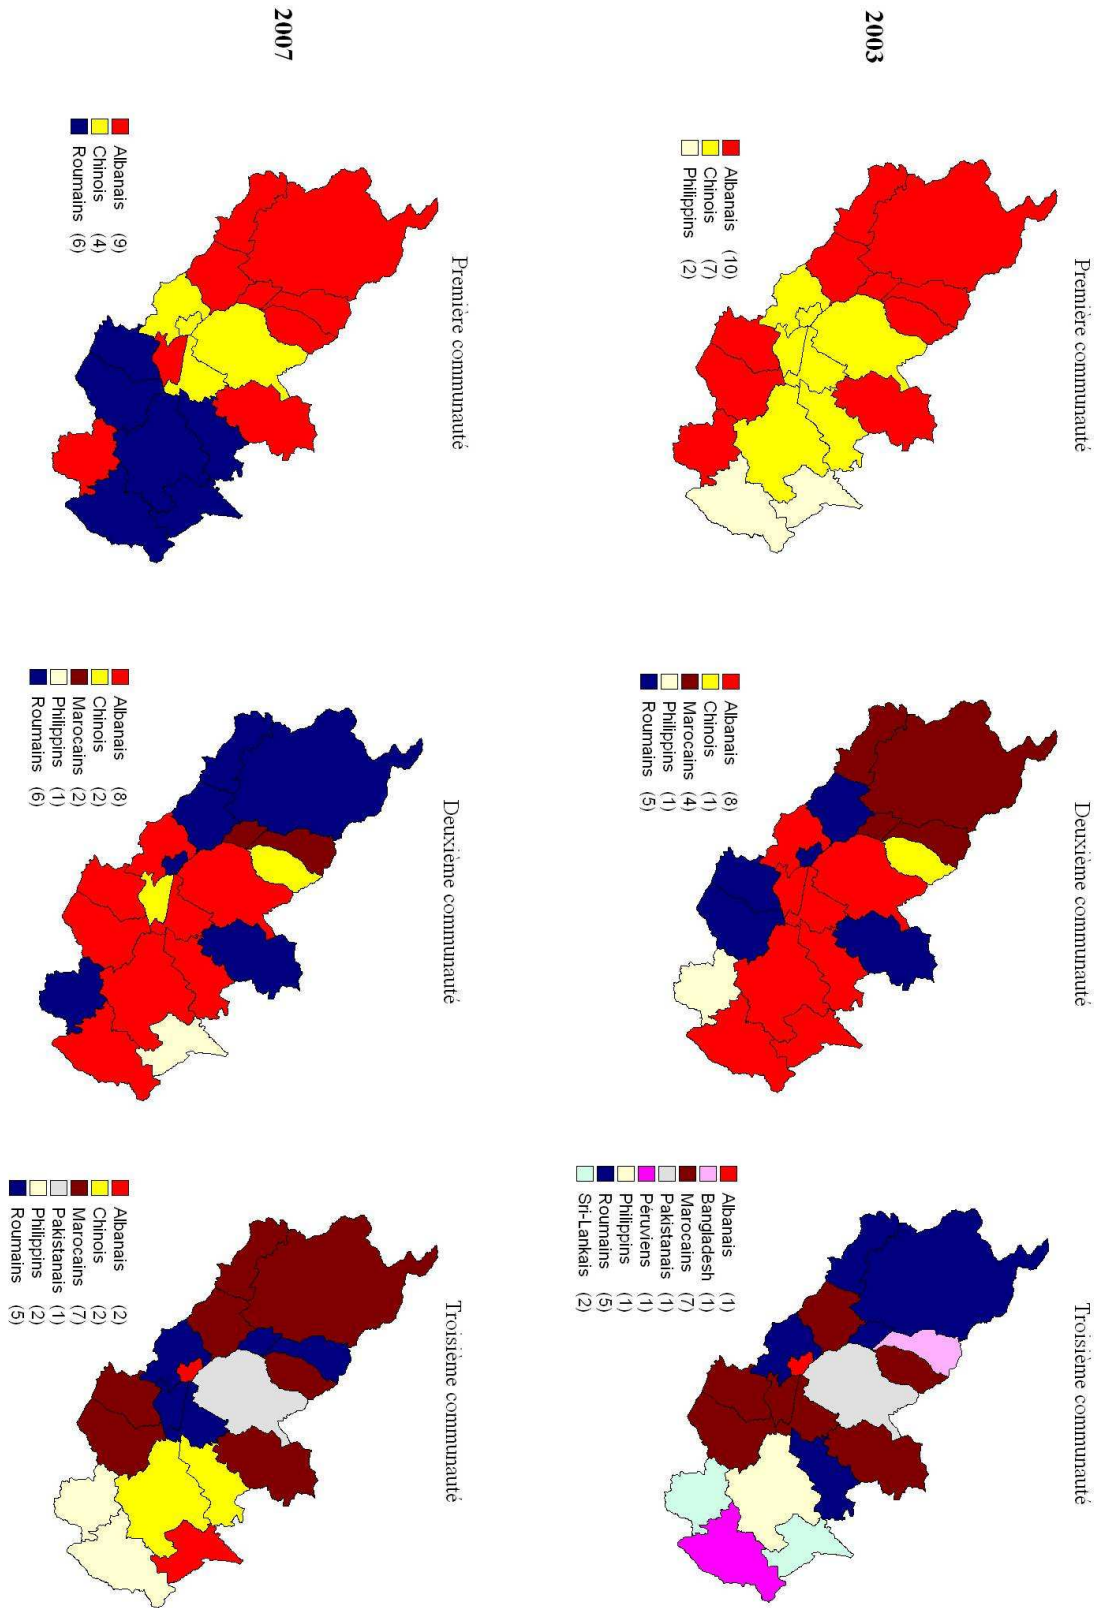 2003
Première communauté
Albanais (10)
Chinois (7)
Philippins (2)
Deuxième communauté
Albanais (8)
Chinois (1)
Marocains (4)
Philippins (1)
Roumains (5)
Troisième communauté
Albanais (1)
Bangladesh (1)
Marocains (7)
Pakistanais (1)
Péruviens (1)
Philippins (1)
Roumains (5)
Sri-Lankais (2)
2007
Première communauté
Albanais (9)
Chinois (4)
Roumains (6)
Deuxième communauté
Albanais (8)
Chinois (2)
Marocains (2)
Philippins (1)
Roumains (6)
Troisième communauté
Albanais (2)
Chinois (2)
Marocains (7)
Pakistanais (1)
Philippins (2)
Roumains (5)